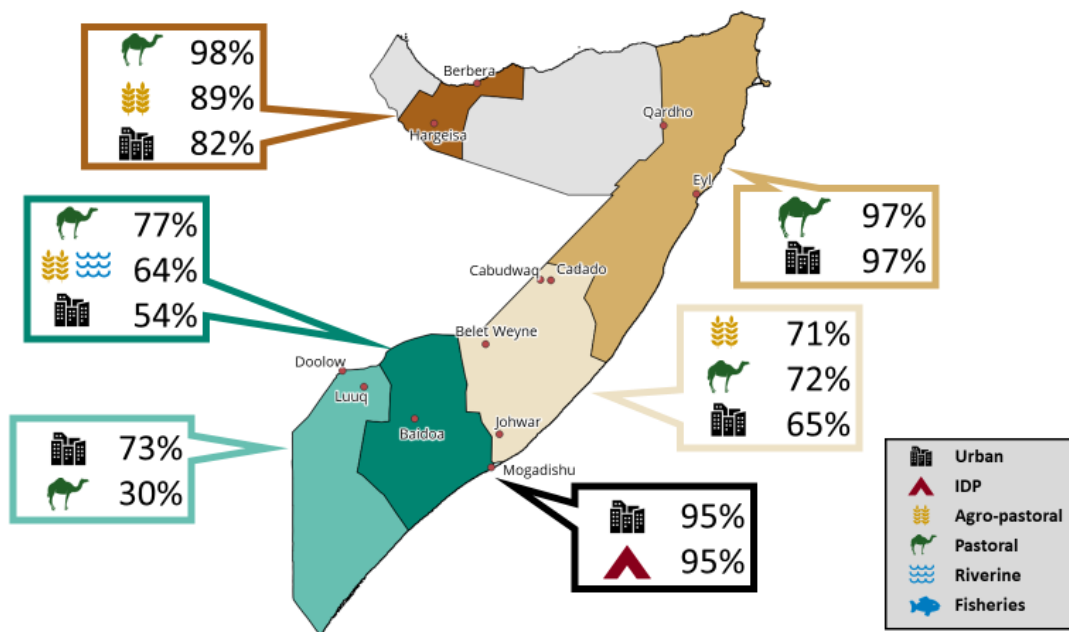 98%
89%
82%
Berbera
Hargeisa
Qardho
Eyl
97%
97%
77%
64%
54%
Cabudwaq
Cadado
Belet Weyne
71%
72%
65%
Doolow
Luuq
Baidoa
Johwar
Mogadishu
73%
30%
95%
95%
Urban
IDP
Agro-pastoral
Pastoral
Riverine
Fisheries